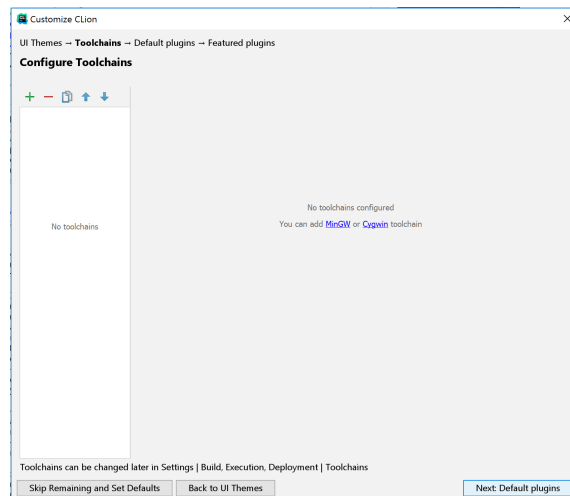 Customize CLion
UI Themes → Toolchains → Default plugins → Featured plugins
Configure Toolchains
No toolchains configured
You can add MinGW or Cygwin toolchain
No toolchains
Toolchains can be changed later in Settings | Build, Execution, Deployment | Toolchains
Skip Remaining and Set Defaults
Back to UI Themes
Next: Default plugins